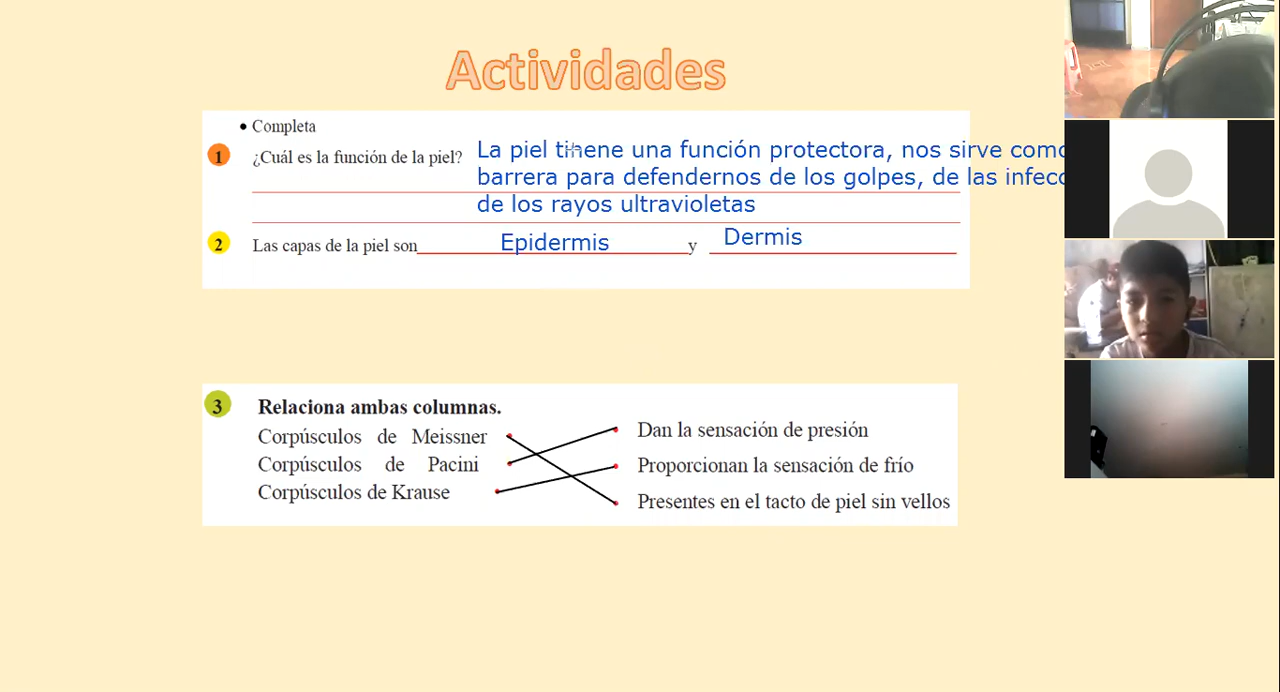 Actividades
• Completa
1 ¿Cuál es la función de la piel?
La piel tiene una función protectora, nos sirve como
barrera para defendernos de los golpes, de las infecc
de los rayos ultravioletas
2 Las capas de la piel son Epidermis y Dermis
3 Relaciona ambas columnas.
Corpúsculos de Meissner
Corpúsculos de Pacini
Corpúsculos de Krause
Dan la sensación de presión
Proporcionan la sensación de frío
Presentes en el tacto de piel sin vellos